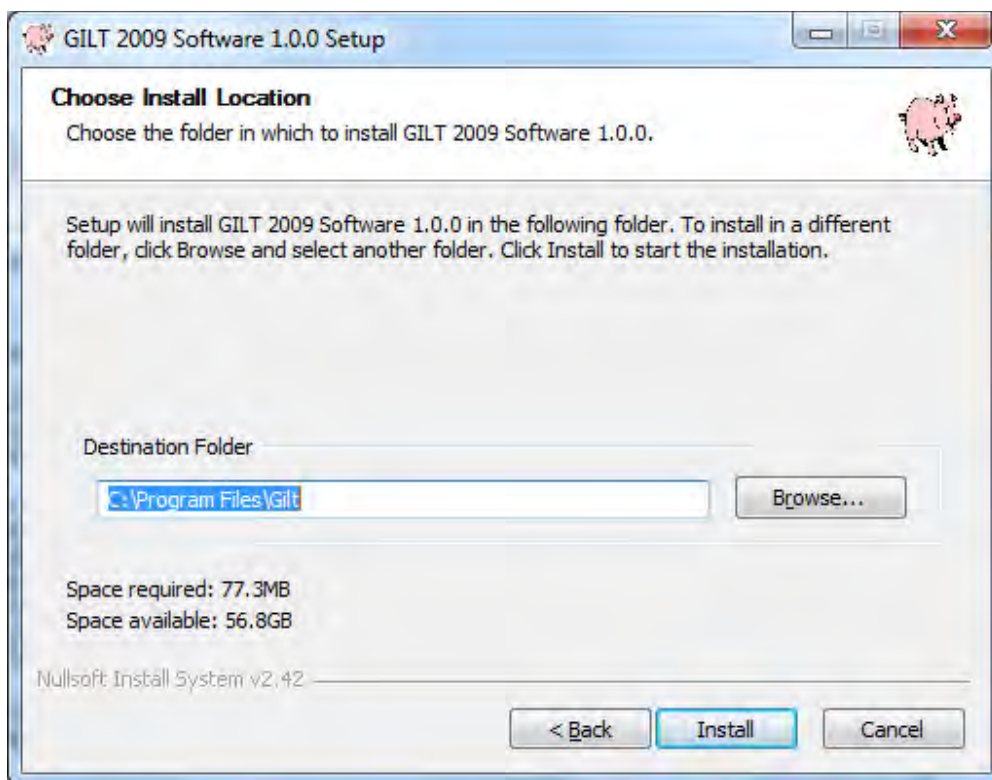 GILT 2009 Software 1.0.0 Setup
Choose Install Location
Choose the folder in which to install GILT 2009 Software 1.0.0.
Setup will install GILT 2009 Software 1.0.0 in the following folder. To install in a different
folder, click Browse and select another folder. Click Install to start the installation.
Destination Folder
C:\Program Files\Gilt
Browse...
Space required: 77.3MB
Space available: 56.8GB
Nullsoft Install System v2.42
< Back
Install
Cancel